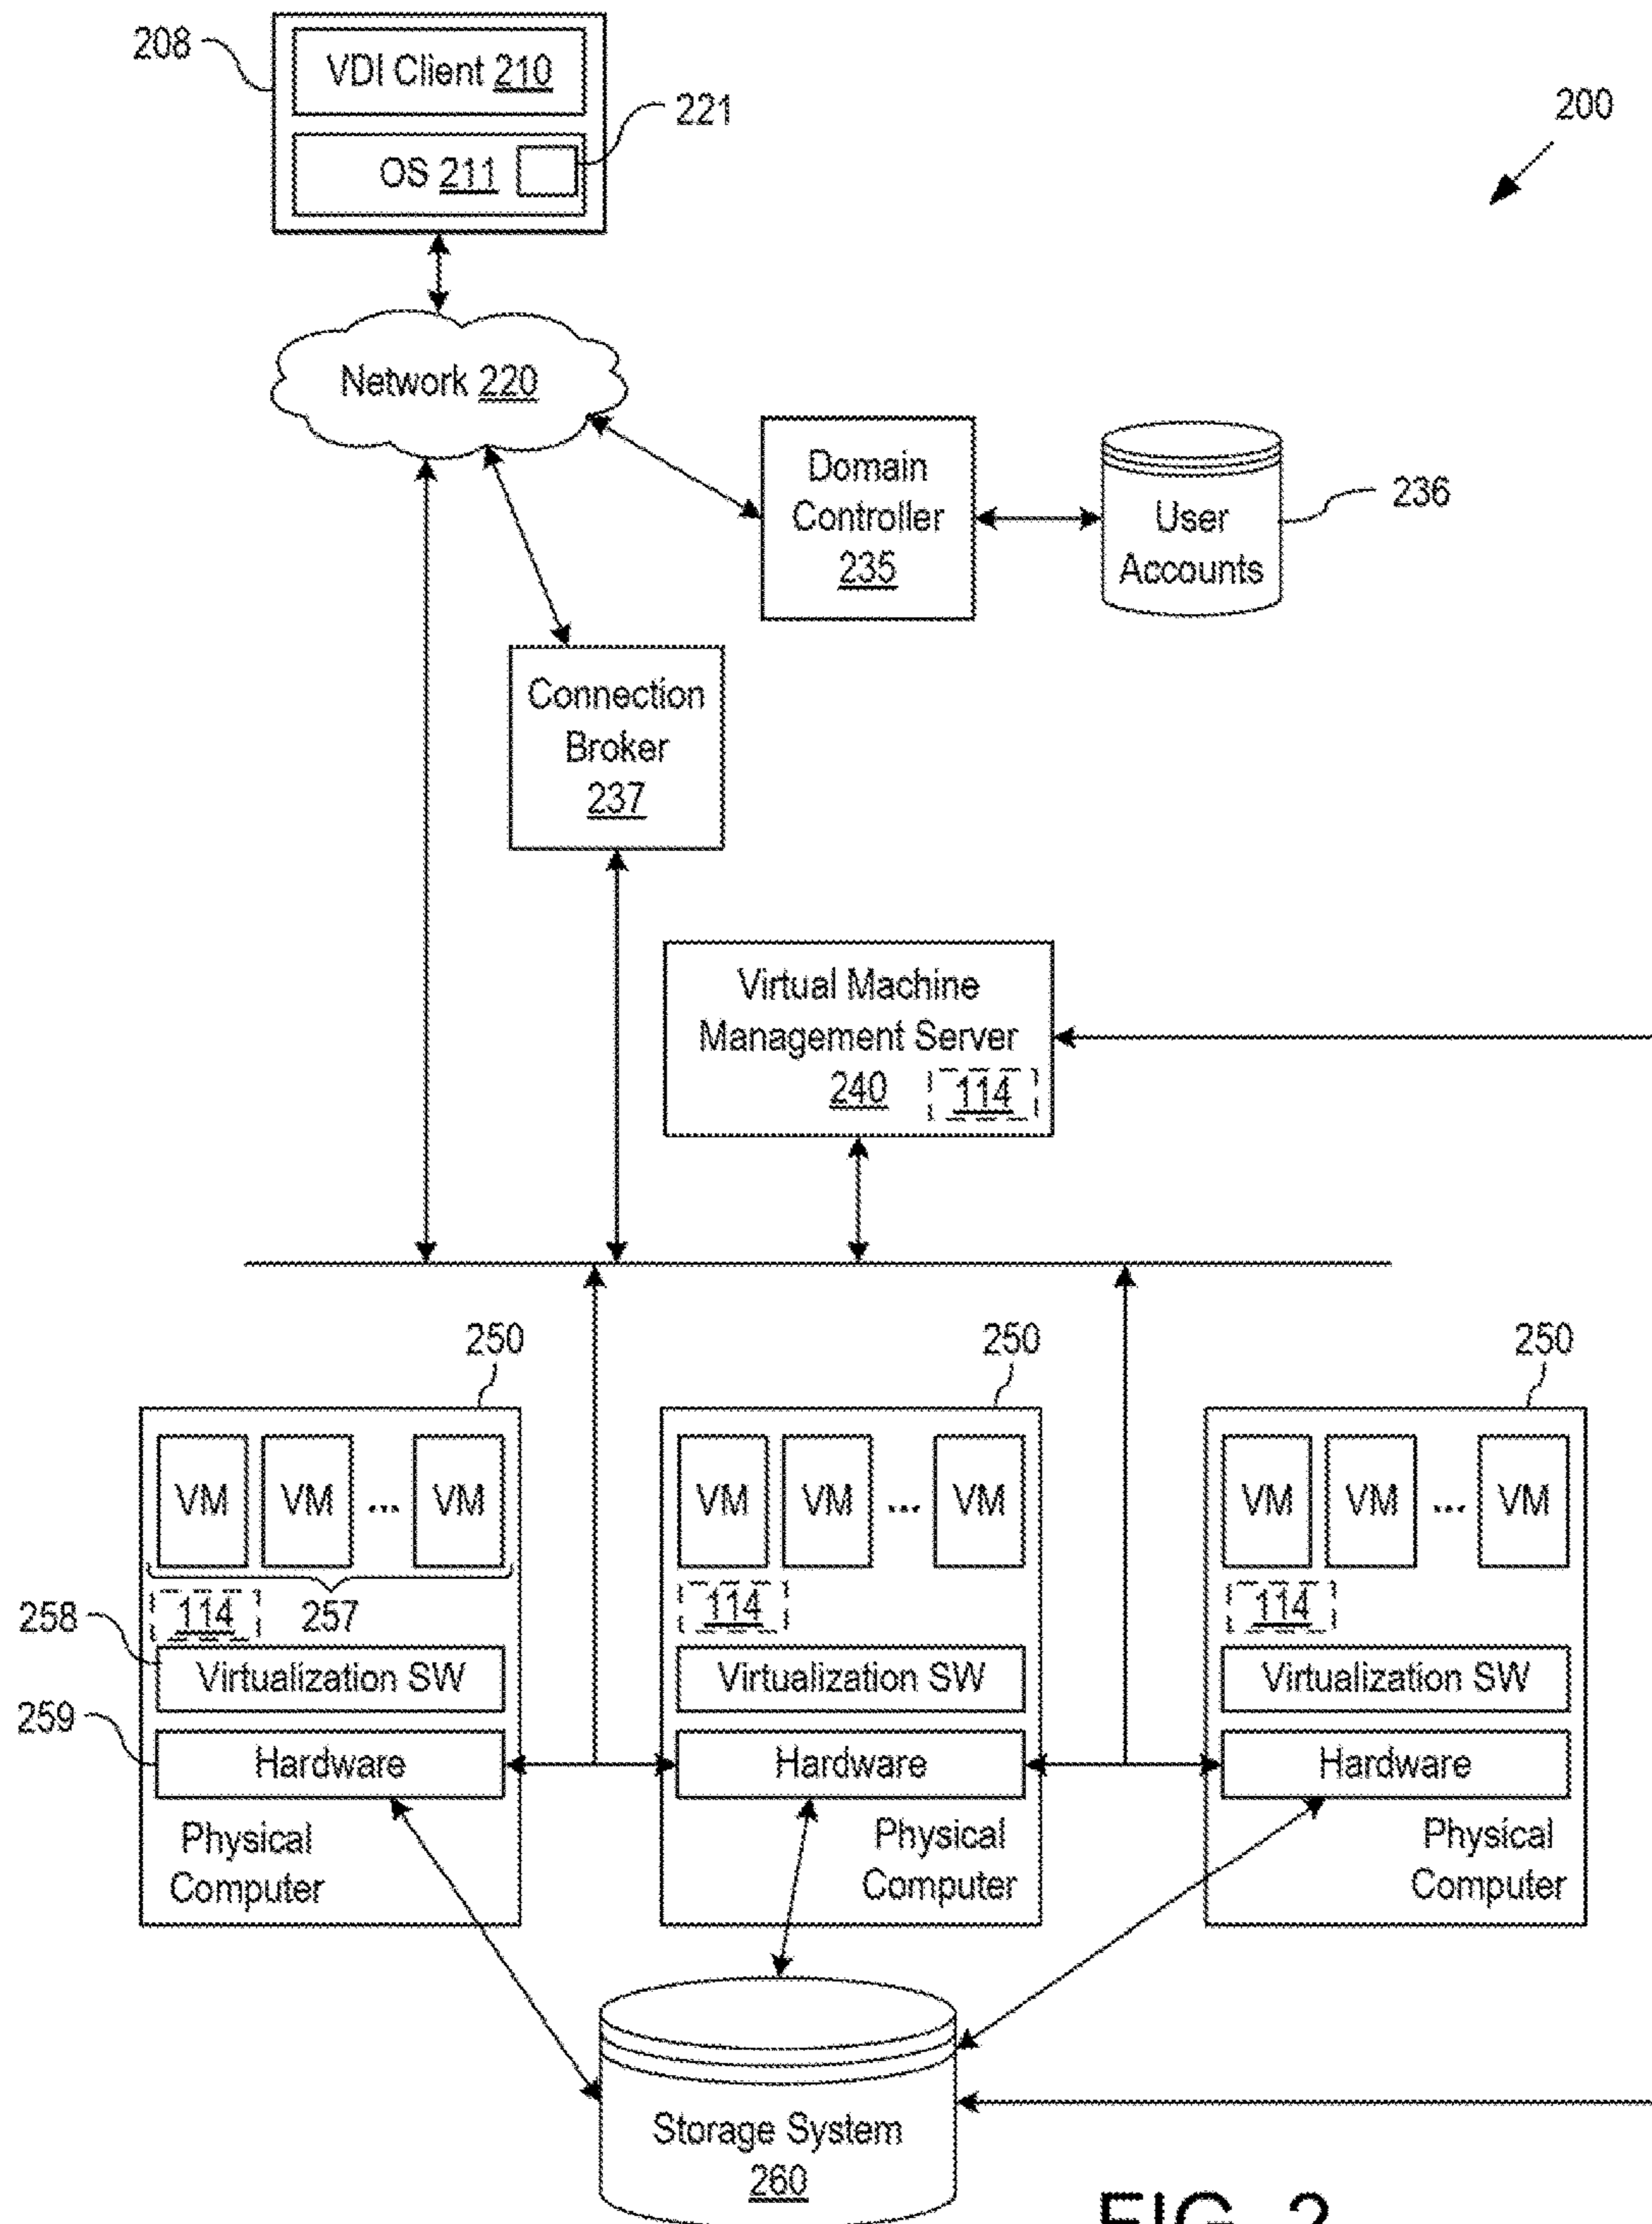 208
VDI Client 210
221
OS 211
200
Network 220
Domain
Controller
235
User
Accounts
236
Connection
Broker
237
Virtual Machine
Management Server
240
114
250
250
250
VM
VM
...
VM
VM
VM
...
VM
VM
VM
...
VM
114
257
114
114
258
Virtualization SW
Virtualization SW
Virtualization SW
259
Hardware
Hardware
Hardware
Physical
Computer
Physical
Computer
Physical
Computer
Storage System
260
FIG. 2